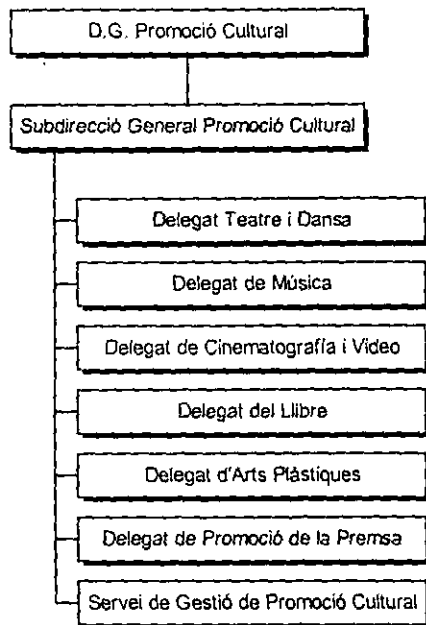 D.G. Promoció Cultural
Subdirecció General Promoció Cultural
Delegat Teatre i Dansa
Delegat de Música
Delegat de Cinematografía i Video
Delegat del Llibre
Delegat d'Arts Plàstiques
Delegat de Promoció de la Premsa
Servei de Gestió de Promoció Cultural